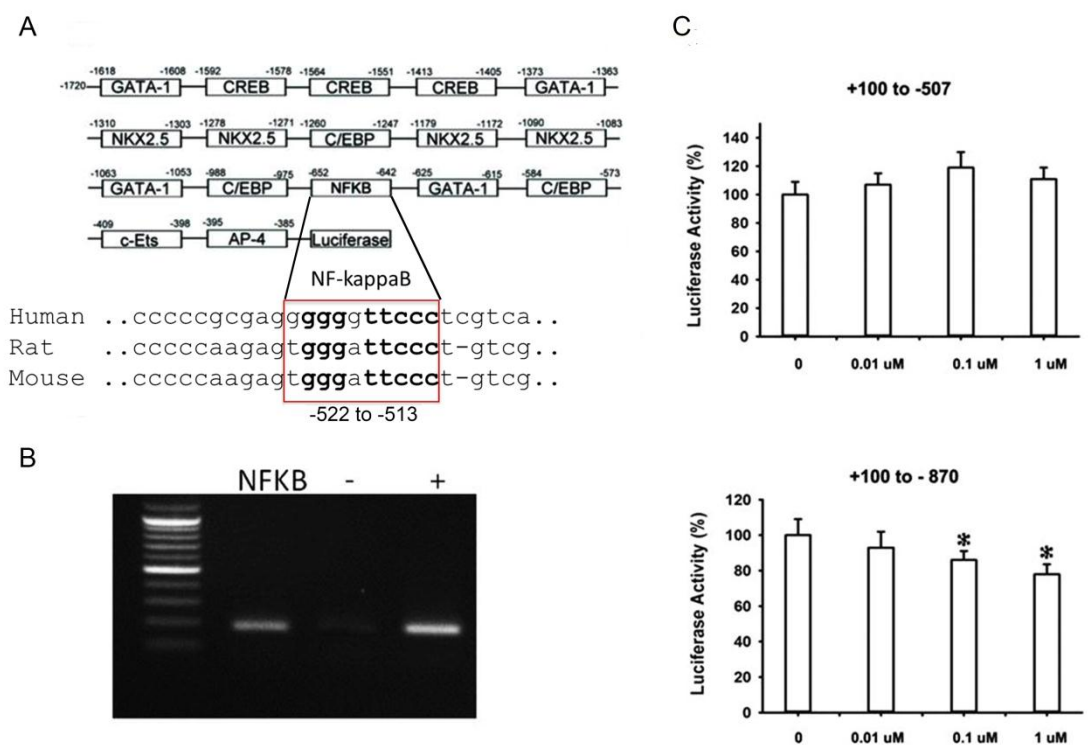 A
-1618 -1608 -1592 -1578 -1564 -1551 -1413 -1405 -1373 -1363
-1720 GATA-1 CREB CREB CREB GATA-1
-1310 -1303 -1278 -1271 -1260 -1247 -1179 -1172 -1090 -1083
NKX2.5 NKX2.5 C/EBP NKX2.5 NKX2.5
-1063 -1053 -988 -975 -652 -642 -625 -615 -584 -573
GATA-1 C/EBP NFKB GATA-1 C/EBP
-409 -398 -395 -385
c-Ets AP-4 Luciferase
NF-kappaB
Human ..cccccgcgaggggggttccctcgtca..
Rat ..cccccaagagtgggattccct-gtcg..
Mouse ..cccccaagagtgggattccct-gtcg..
-522 to -513
B
NFKB - +
C
+100 to -507
Luciferase Activity (%)
140
120
100
80
60
40
20
0
0 0.01 uM 0.1 uM 1 uM
+100 to - 870
Luciferase Activity (%)
120
100
80
60
40
20
0
* *
0 0.01 uM 0.1 uM 1 uM